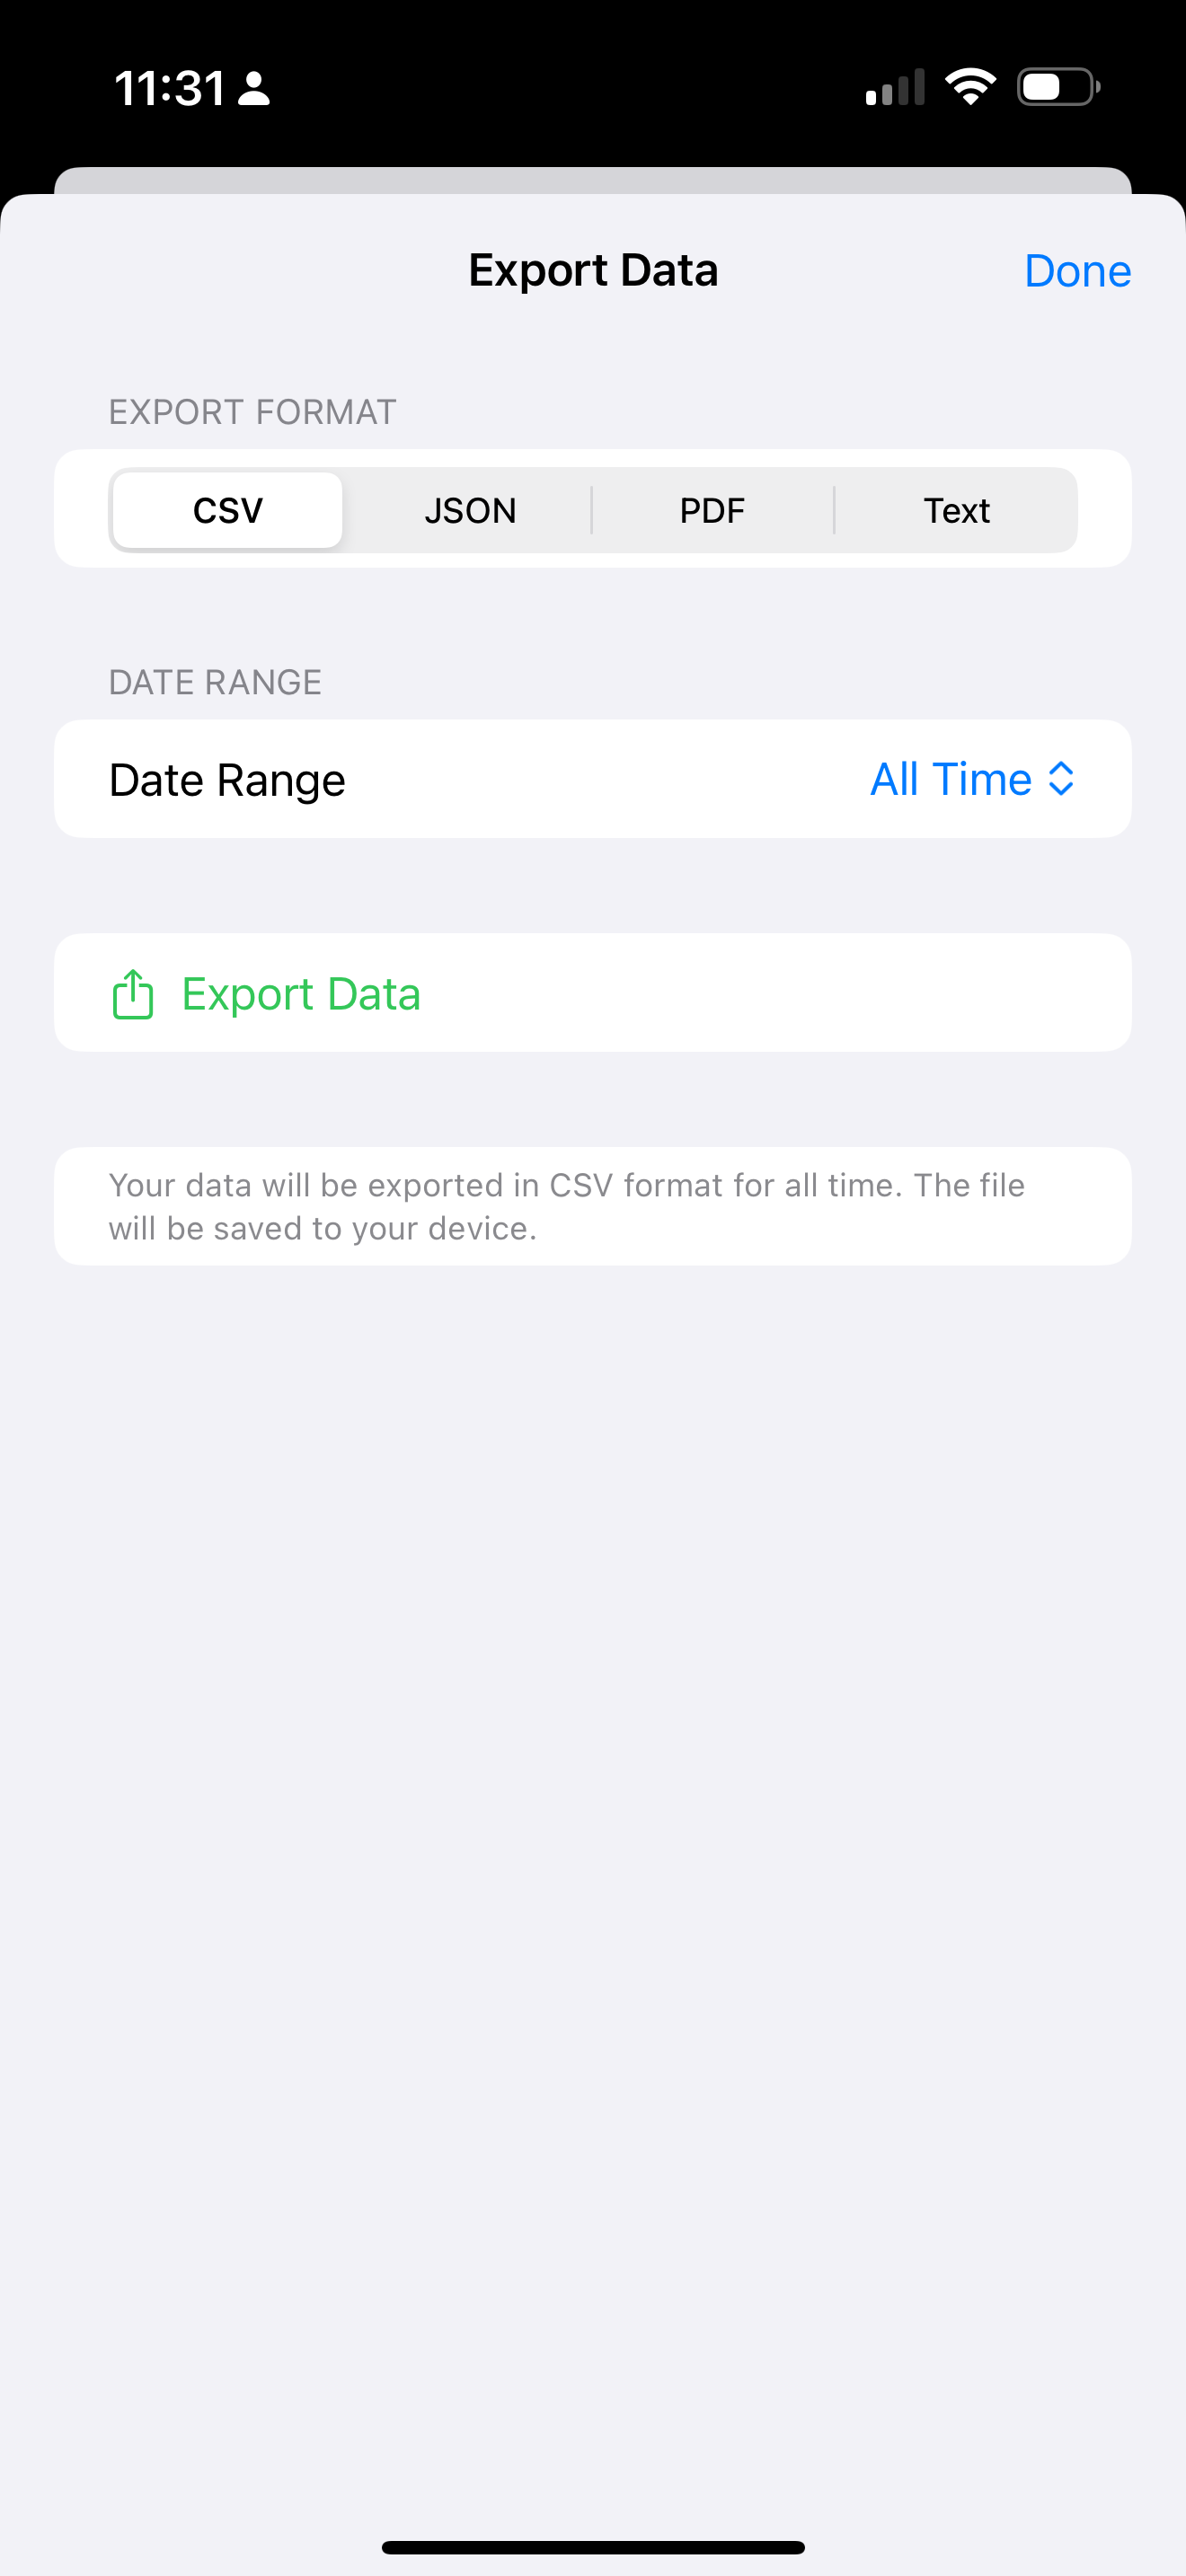 11:31
Export Data
Done
EXPORT FORMAT
CSV
JSON
PDF
Text
DATE RANGE
Date Range
All Time
Export Data
Your data will be exported in CSV format for all time. The file
will be saved to your device.